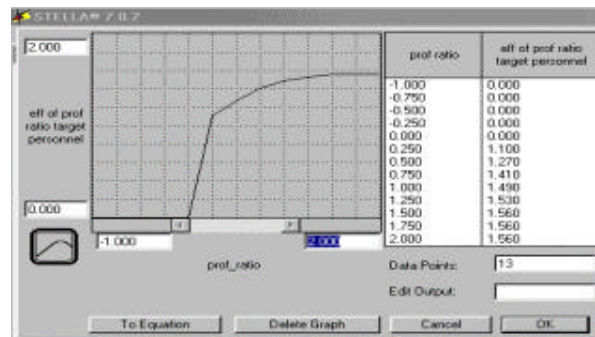 STELLA® 7.0.2
2.000
eff of prof
ratio target
personnel
0.000
-1.000
2.000
prof_ratio
prof ratio
eff of prof ratio
target personnel
-1.000 0.000
-0.750 0.000
-0.500 0.000
-0.250 0.000
0.000 0.000
0.250 1.100
0.500 1.270
0.750 1.410
1.000 1.490
1.250 1.530
1.500 1.560
1.750 1.560
2.000 1.560
Data Points: 13
Edit Output:
To Equation
Delete Graph
Cancel
OK